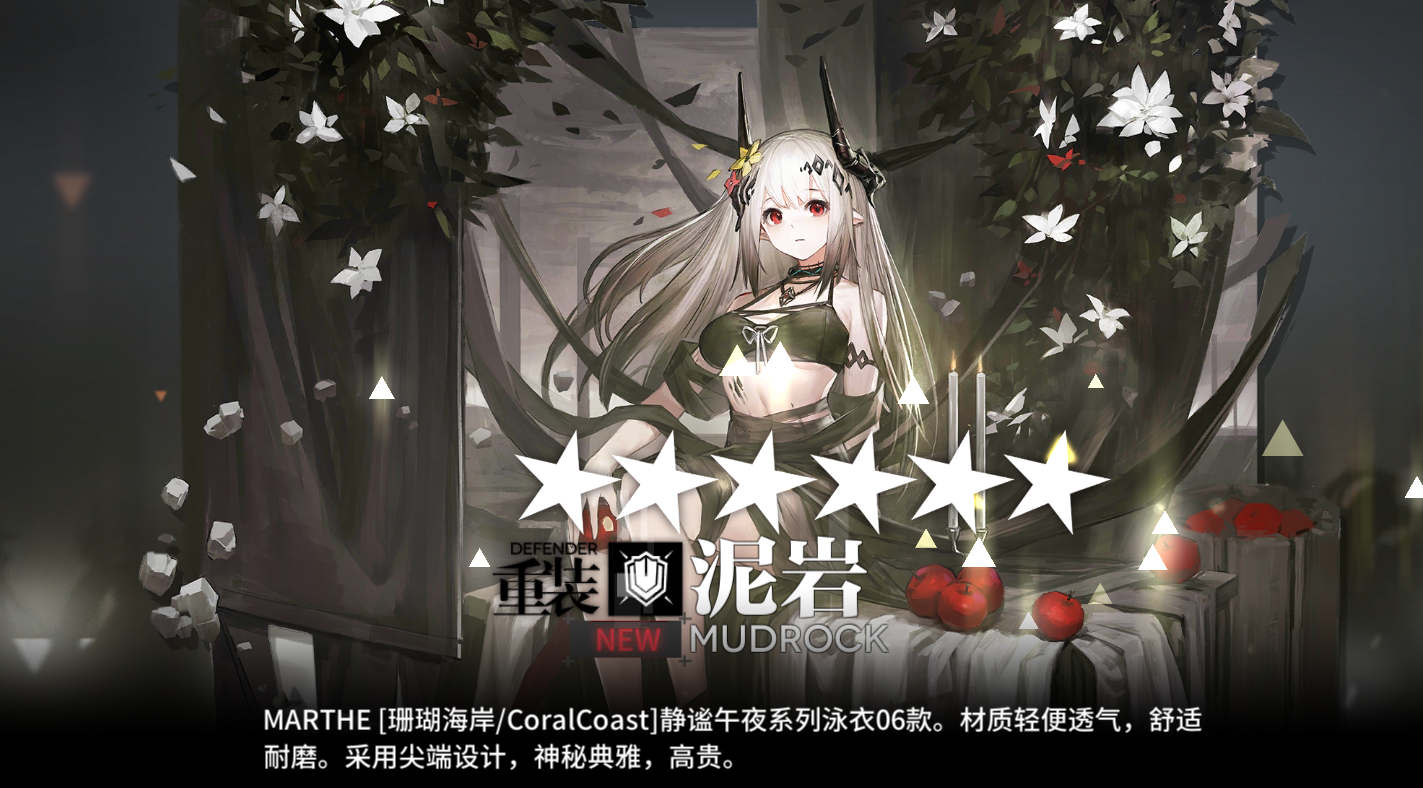 DEFENDER
重装
泥岩
NEW
MUDROCK
MARTHE [珊瑚海岸/CoralCoast]静谧午夜系列泳衣06款。材质轻便透气，舒适
耐磨。采用尖端设计，神秘典雅，高贵。